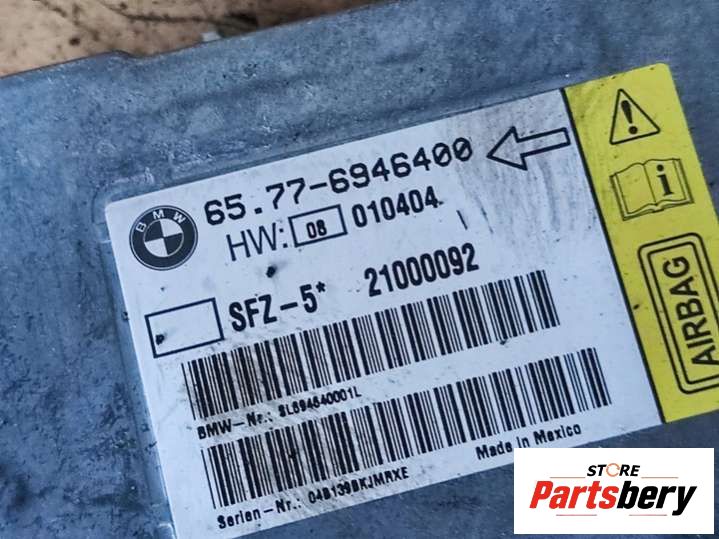 BMW
65.77-6946400
HW: 08 010404
SFZ-5* 21000092
BMW-Nr.: SL694640001L
Serien-Nr.: 04B1398KJMRXE
Made in Mexico
i
AIRBAG
STORE
Partsbery